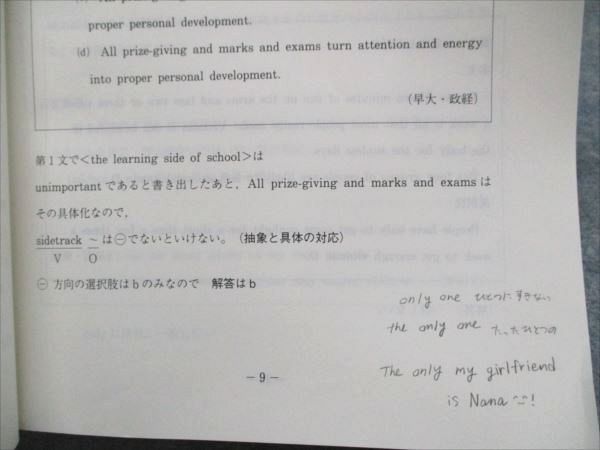 proper personal development.
(d) All prize-giving and marks and exams turn attention and energy
into proper personal development.
(早大・政経)
第1文で<the learning side of school>は
unimportantであると書き出したあと，All prize-giving and marks and examsは
その具体化なので，
sidetrack ～ は㊀でないといけない。（抽象と具体の対応）
V O
㊀方向の選択肢はbのみなので 解答はb
only one ひとつにすぎない
the only one たったひとつの
The only my girlfriend
is Nana !
－9－